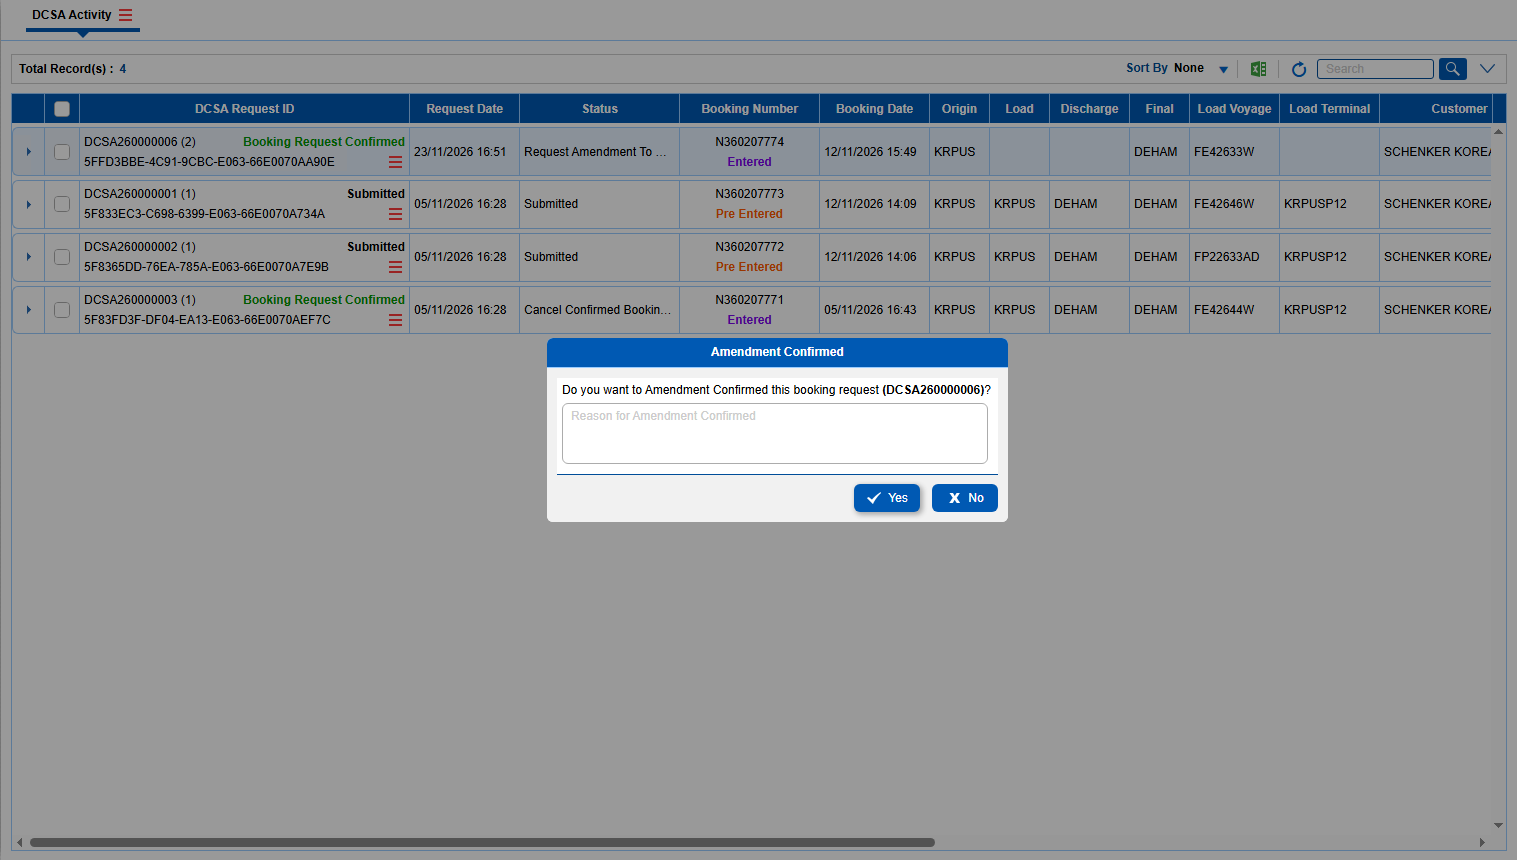 DCSA Activity
Total Record(s) : 4
Sort By None
Search
DCSA Request ID Request Date Status Booking Number Booking Date Origin Load Discharge Final Load Voyage Load Terminal Customer
DCSA260000006 (2) Booking Request Confirmed
5FFD3BBE-4C91-9CBC-E063-66E0070AA90E
23/11/2026 16:51 Request Amendment To ...
N360207774
Entered
12/11/2026 15:49 KRPUS DEHAM FE42633W SCHENKER KOREA
DCSA260000001 (1) Submitted
5F833EC3-C698-6399-E063-66E0070A734A
05/11/2026 16:28 Submitted
N360207773
Pre Entered
12/11/2026 14:09 KRPUS KRPUS DEHAM DEHAM FE42646W KRPUSP12 SCHENKER KOREA
DCSA260000002 (1) Submitted
5F8365DD-76EA-785A-E063-66E0070A7E9B
05/11/2026 16:28 Submitted
N360207772
Pre Entered
12/11/2026 14:06 KRPUS KRPUS DEHAM DEHAM FP22633AD KRPUSP12 SCHENKER KOREA
DCSA260000003 (1) Booking Request Confirmed
5F83FD3F-DF04-EA13-E063-66E0070AEF7C
05/11/2026 16:28 Cancel Confirmed Bookin...
N360207771
Entered
05/11/2026 16:43 KRPUS KRPUS DEHAM DEHAM FE42644W KRPUSP12 SCHENKER KOREA
Amendment Confirmed
Do you want to Amendment Confirmed this booking request (DCSA260000006)?
Reason for Amendment Confirmed
Yes
X No